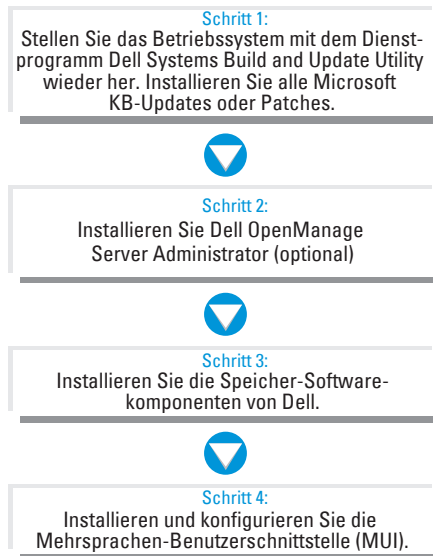 Schritt 1:
Stellen Sie das Betriebssystem mit dem Dienst-
programm Dell Systems Build and Update Utility
wieder her. Installieren Sie alle Microsoft
KB-Updates oder Patches.
Schritt 2:
Installieren Sie Dell OpenManage
Server Administrator (optional)
Schritt 3:
Installieren Sie die Speicher-Software-
komponenten von Dell.
Schritt 4:
Installieren und konfigurieren Sie die
Mehrsprachen-Benutzerschnittstelle (MUI).